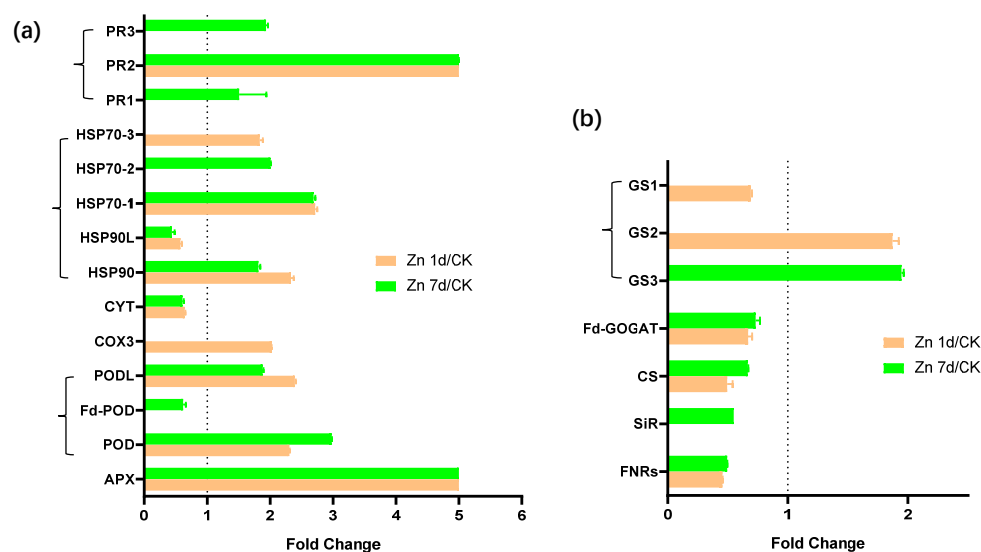 (a)
PR3
PR2
PR1
HSP70-3
HSP70-2
HSP70-1
HSP90L
HSP90
CYT
COX3
PODL
Fd-POD
POD
APX
Zn 1d/CK
Zn 7d/CK
0 1 2 3 4 5 6
Fold Change
(b)
GS1
GS2
GS3
Fd-GOGAT
CS
SiR
FNRs
Zn 1d/CK
Zn 7d/CK
0 1 2
Fold Change